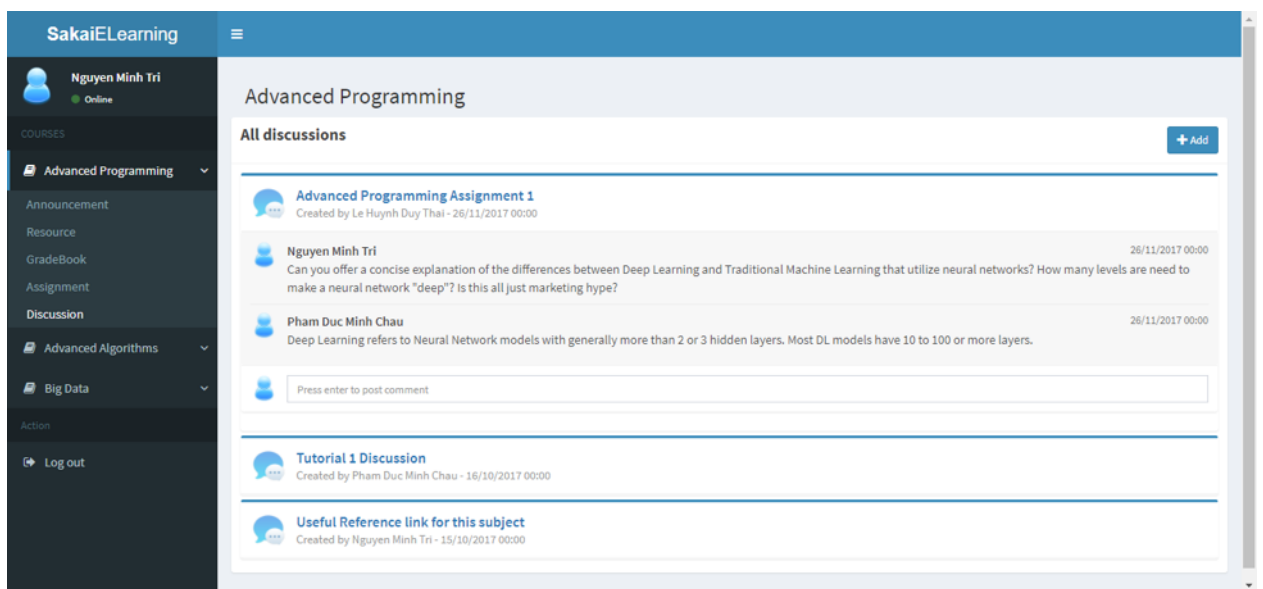 SakaiELearning
Nguyen Minh Tri
Online
COURSES
Advanced Programming
Announcement
Resource
GradeBook
Assignment
Discussion
Advanced Algorithms
Big Data
Action
Log out
Advanced Programming
All discussions
+ Add
Advanced Programming Assignment 1
Created by Le Huynh Duy Thai - 26/11/2017 00:00
Nguyen Minh Tri 26/11/2017 00:00
Can you offer a concise explanation of the differences between Deep Learning and Traditional Machine Learning that utilize neural networks? How many levels are need to
make a neural network "deep"? Is this all just marketing hype?
Pham Duc Minh Chau 26/11/2017 00:00
Deep Learning refers to Neural Network models with generally more than 2 or 3 hidden layers. Most DL models have 10 to 100 or more layers.
Press enter to post comment
Tutorial 1 Discussion
Created by Pham Duc Minh Chau - 16/10/2017 00:00
Useful Reference link for this subject
Created by Nguyen Minh Tri - 15/10/2017 00:00